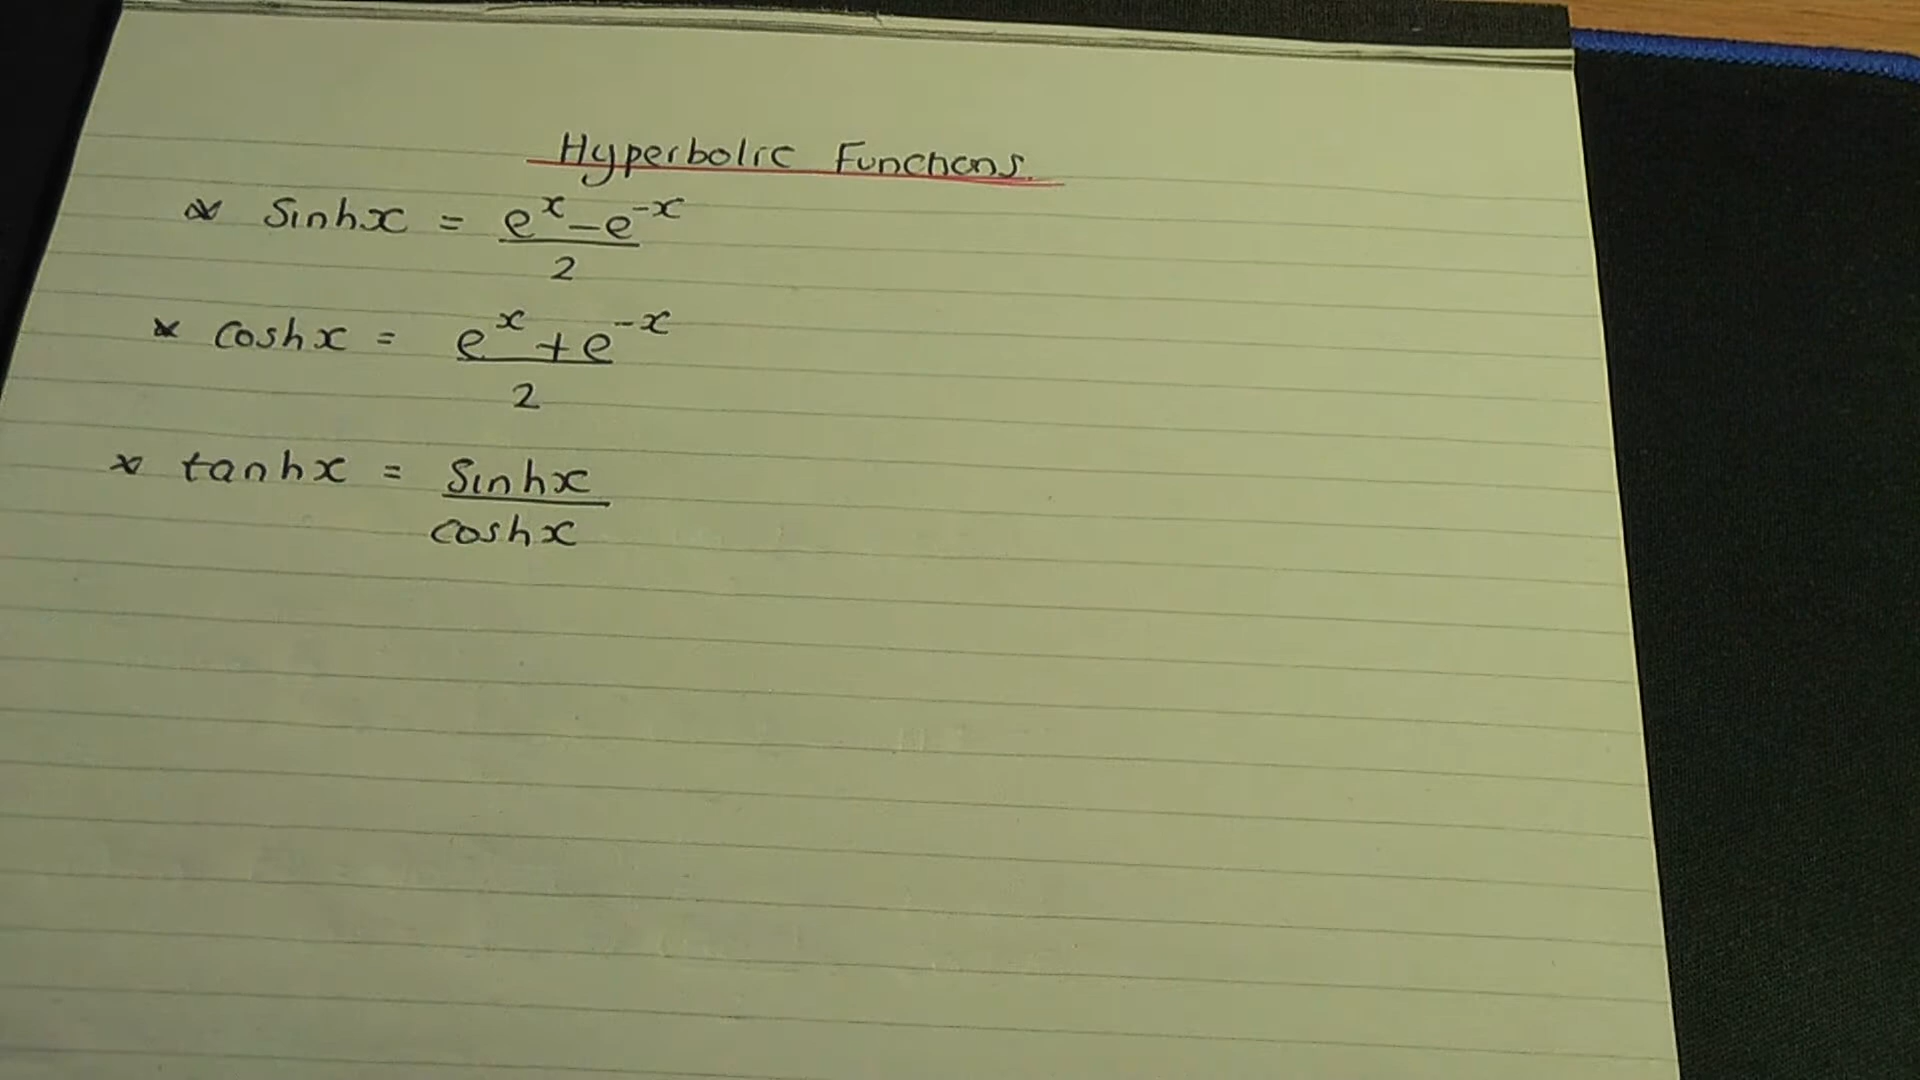 Hyperbolic Functions.
* Sinhx = e^x - e^-x / 2
* coshx = e^x + e^-x / 2
* tanhx = Sinhx / coshx